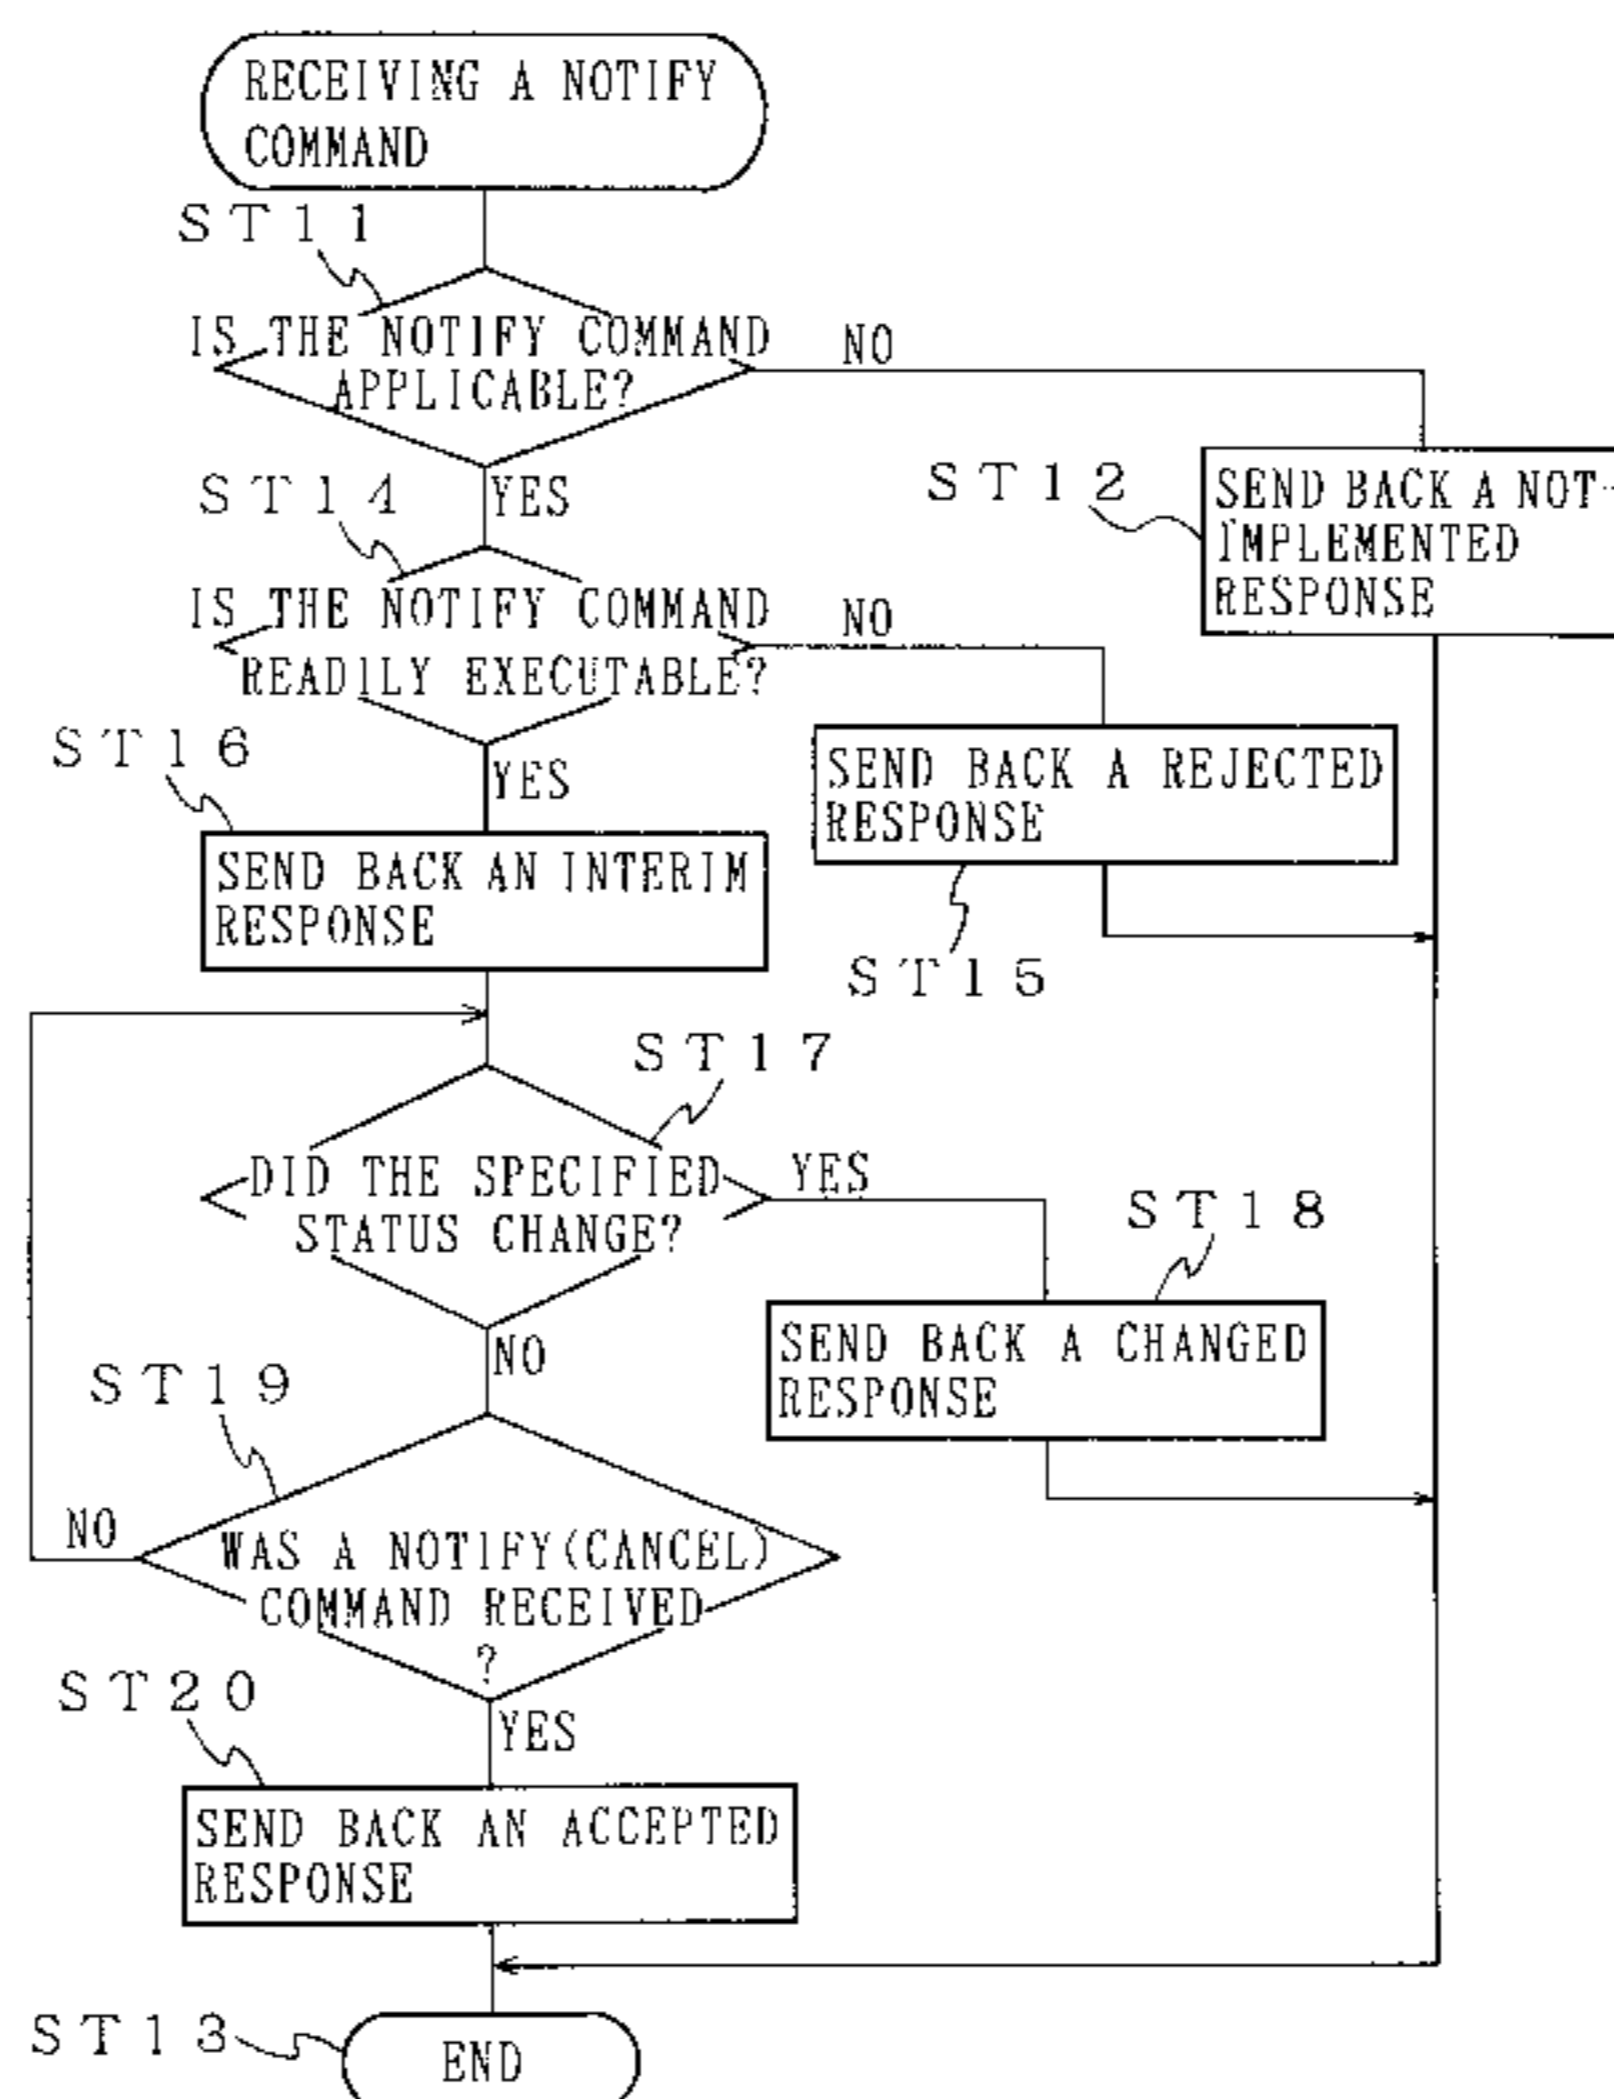 RECEIVING A NOTIFY
COMMAND
ST11
IS THE NOTIFY COMMAND
APPLICABLE?
NO
YES
ST12
SEND BACK A NOT-
IMPLEMENTED
RESPONSE
ST14
IS THE NOTIFY COMMAND
READILY EXECUTABLE?
NO
YES
SEND BACK A REJECTED
RESPONSE
ST15
ST16
SEND BACK AN INTERIM
RESPONSE
ST17
DID THE SPECIFIED
STATUS CHANGE?
YES
NO
ST18
SEND BACK A CHANGED
RESPONSE
ST19
WAS A NOTIFY(CANCEL)
COMMAND RECEIVED
?
NO
YES
ST20
SEND BACK AN ACCEPTED
RESPONSE
ST13
END